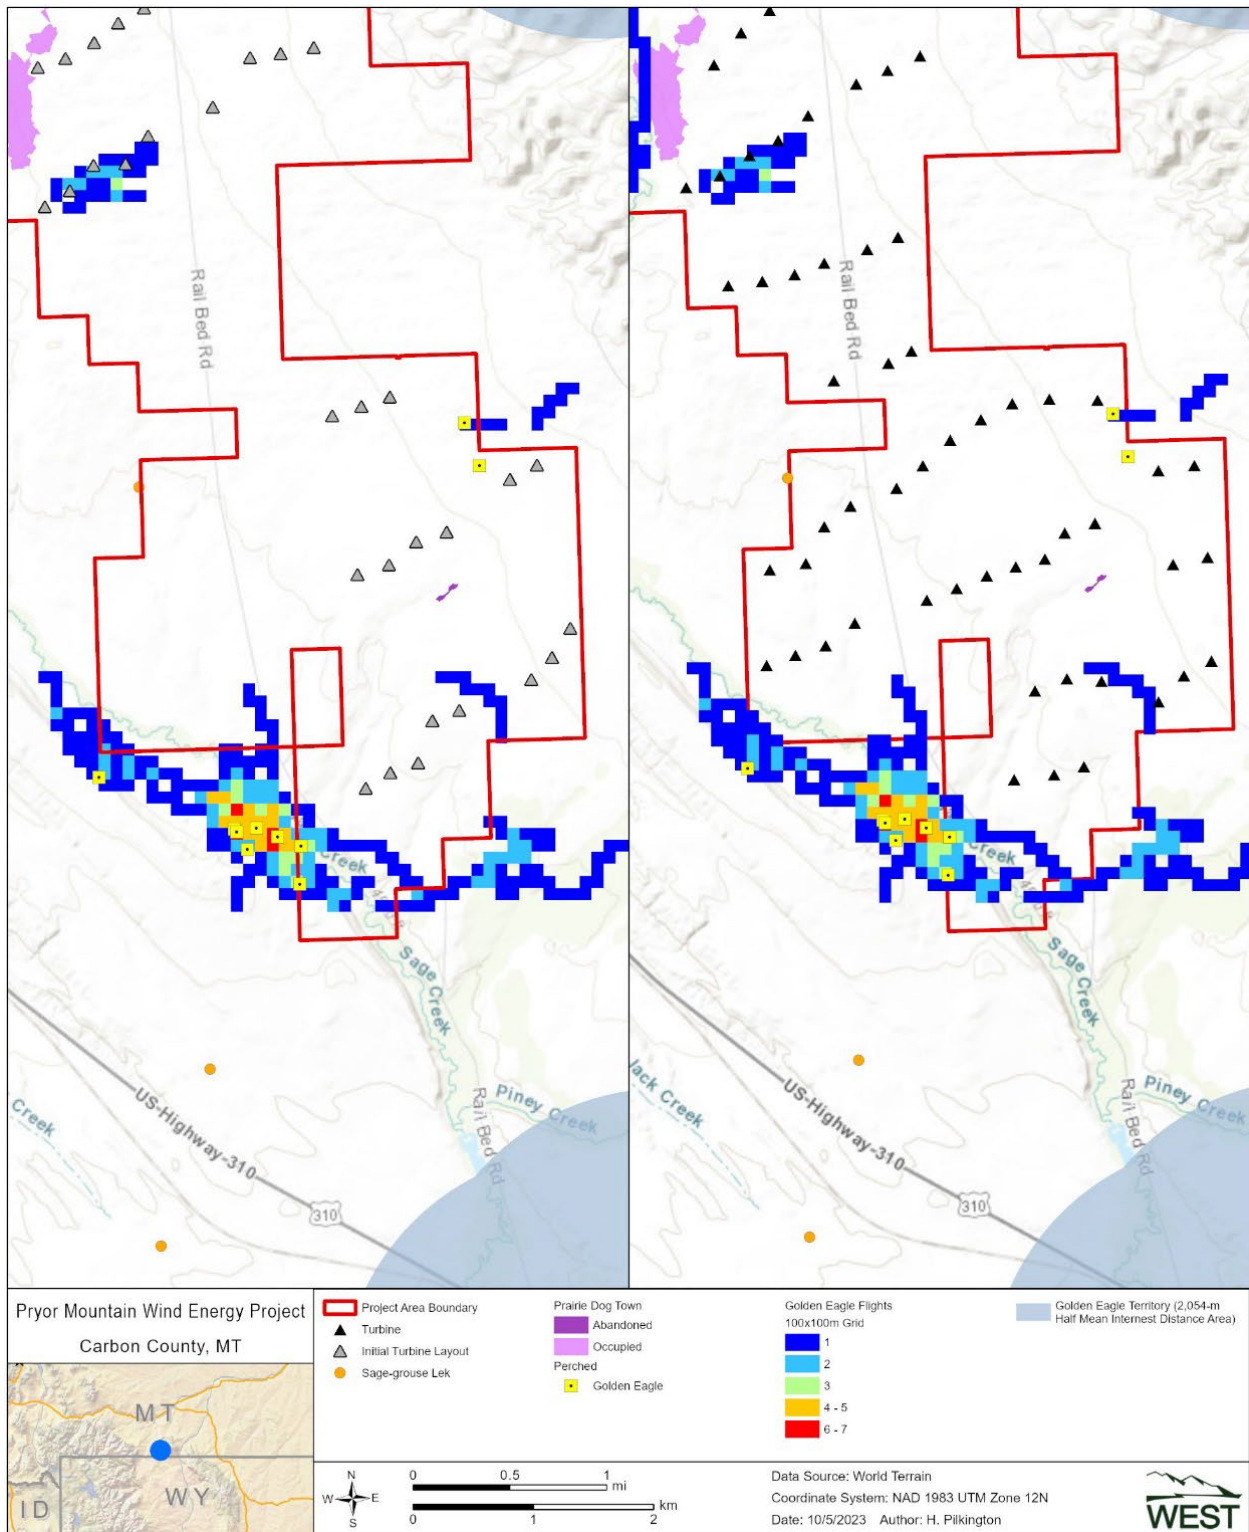 Rail Bed Rd
Creek
4600 ft
Sage Creek
Creek
US-Highway-310
310
Rail Bed Rd
Piney Creek
Rail Bed Rd
Creek
Sage Creek
Jack Creek
US-Highway-310
310
Rail Bed Rd
Piney Creek
Pryor Mountain Wind Energy Project
Carbon County, MT
MT
WY
ID
Project Area Boundary
Turbine
Initial Turbine Layout
Sage-grouse Lek
Prairie Dog Town
Abandoned
Occupied
Perched
Golden Eagle
Golden Eagle Flights
100x100m Grid
1
2
3
4 - 5
6 - 7
Golden Eagle Territory (2,054-m
Half Mean Internest Distance Area)
N
W E
S
0 0.5 1
mi
km
0 1 2
Data Source: World Terrain
Coordinate System: NAD 1983 UTM Zone 12N
Date: 10/5/2023 Author: H. Pilkington
WEST